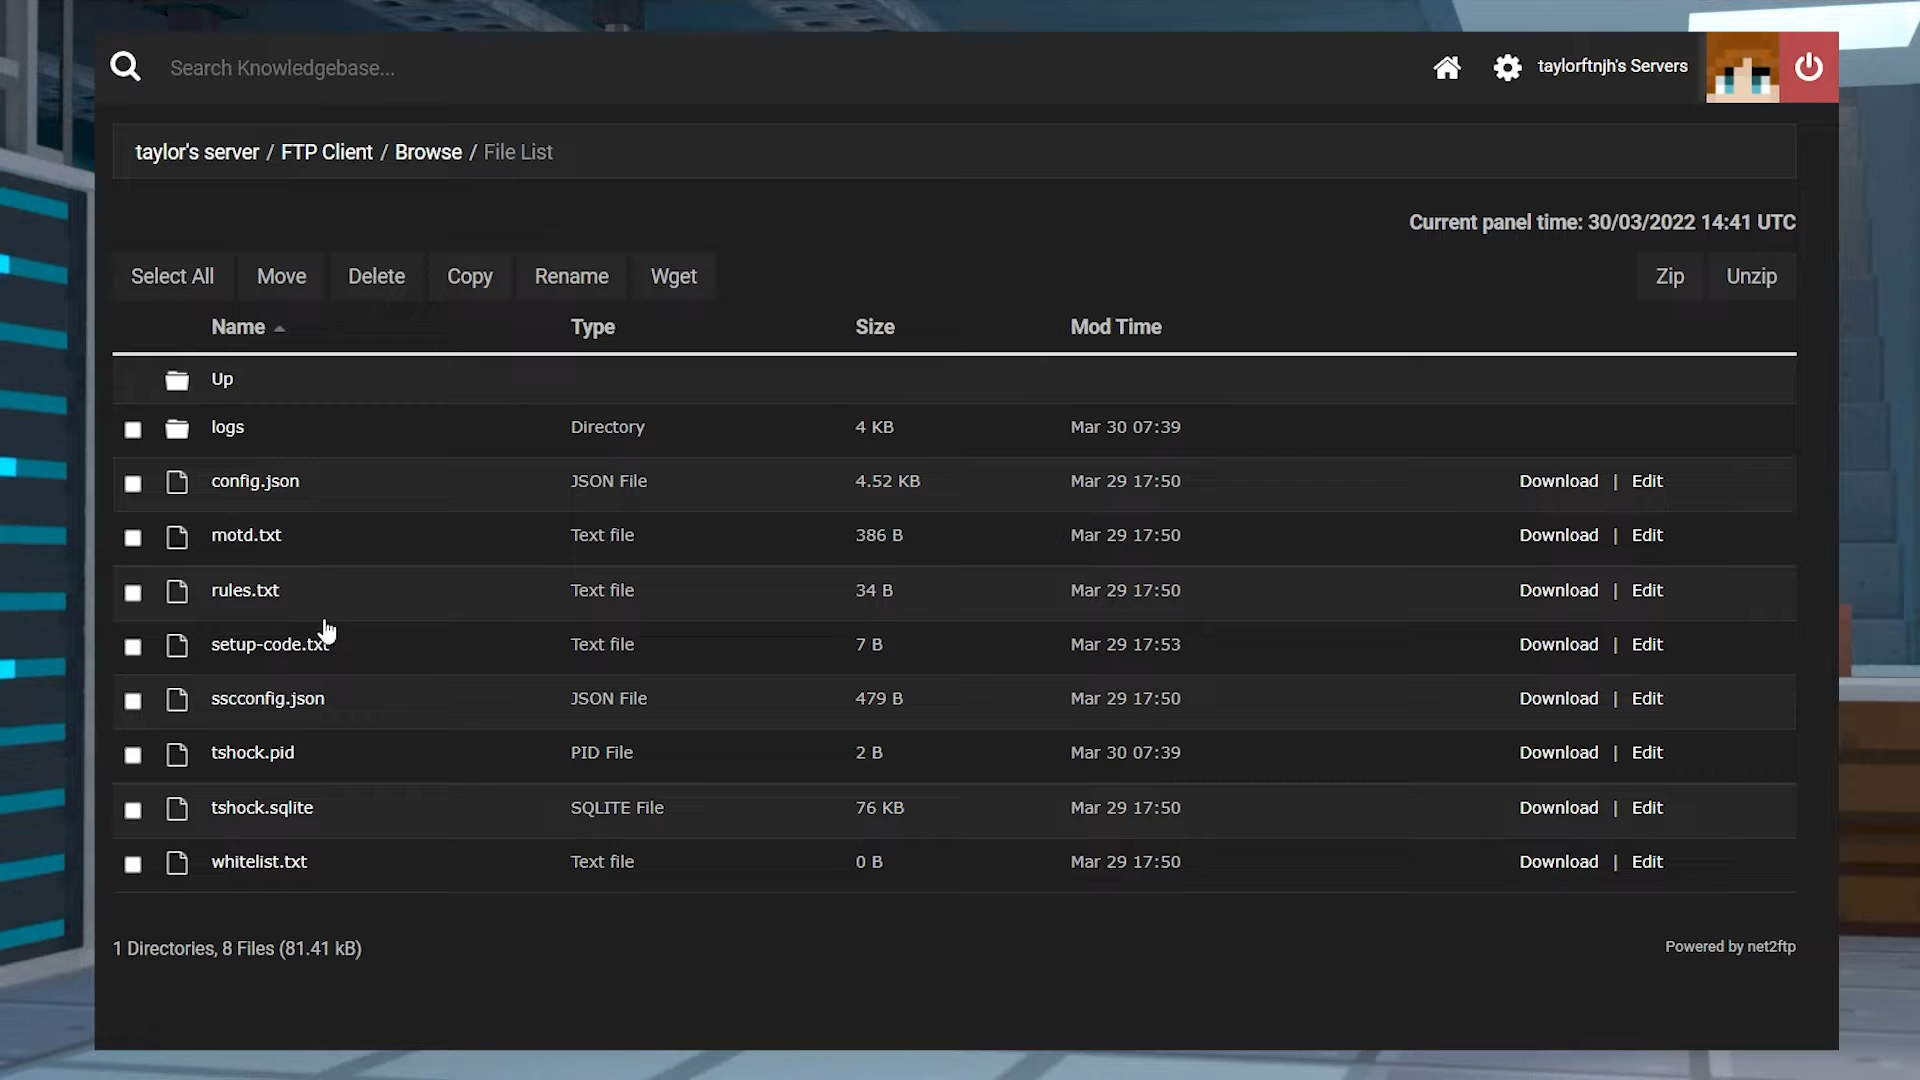 Search Knowledgebase...
taylorftnjh's Servers
taylor's server / FTP Client / Browse / File List
Current panel time: 30/03/2022 14:41 UTC
Select All Move Delete Copy Rename Wget Zip Unzip
Name Type Size Mod Time
Up
logs Directory 4 KB Mar 30 07:39
config.json JSON File 4.52 KB Mar 29 17:50 Download | Edit
motd.txt Text file 386 B Mar 29 17:50 Download | Edit
rules.txt Text file 34 B Mar 29 17:50 Download | Edit
setup-code.txt Text file 7 B Mar 29 17:53 Download | Edit
sscconfig.json JSON File 479 B Mar 29 17:50 Download | Edit
tshock.pid PID File 2 B Mar 30 07:39 Download | Edit
tshock.sqlite SQLITE File 76 KB Mar 29 17:50 Download | Edit
whitelist.txt Text file 0 B Mar 29 17:50 Download | Edit
1 Directories, 8 Files (81.41 kB)
Powered by net2ftp